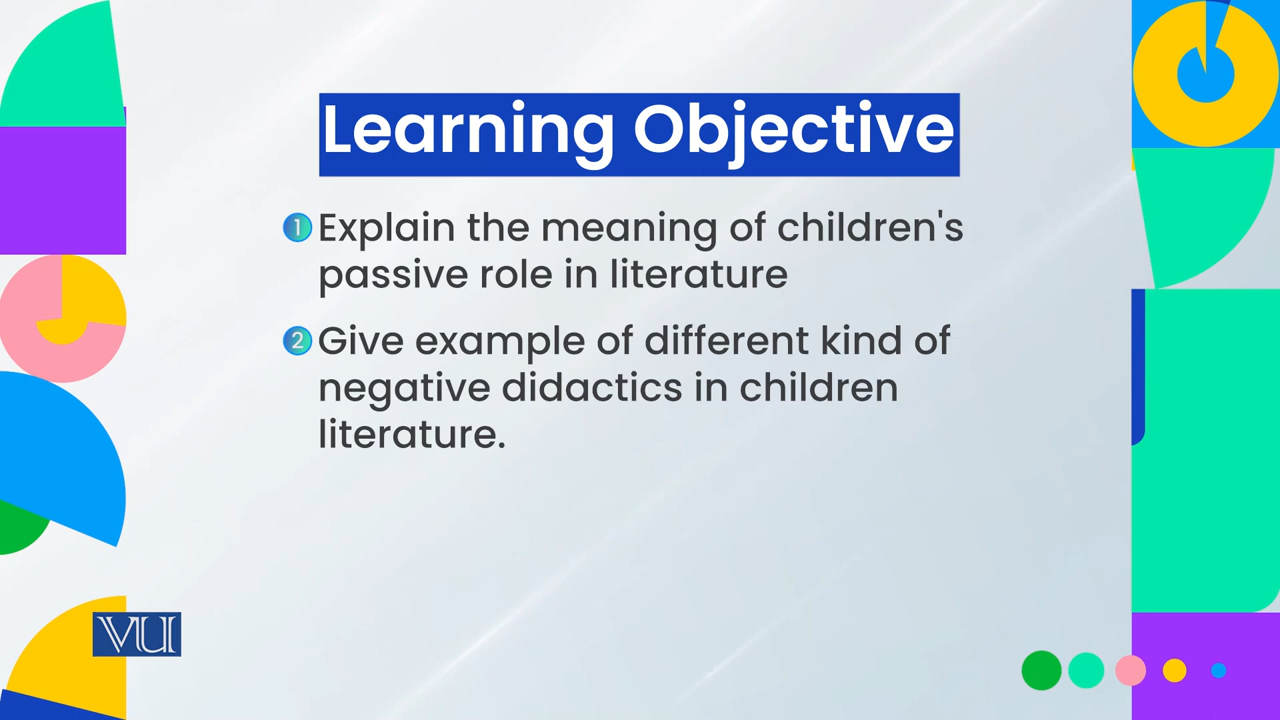 Learning Objective
1 Explain the meaning of children's
passive role in literature
2 Give example of different kind of
negative didactics in children
literature.
VU